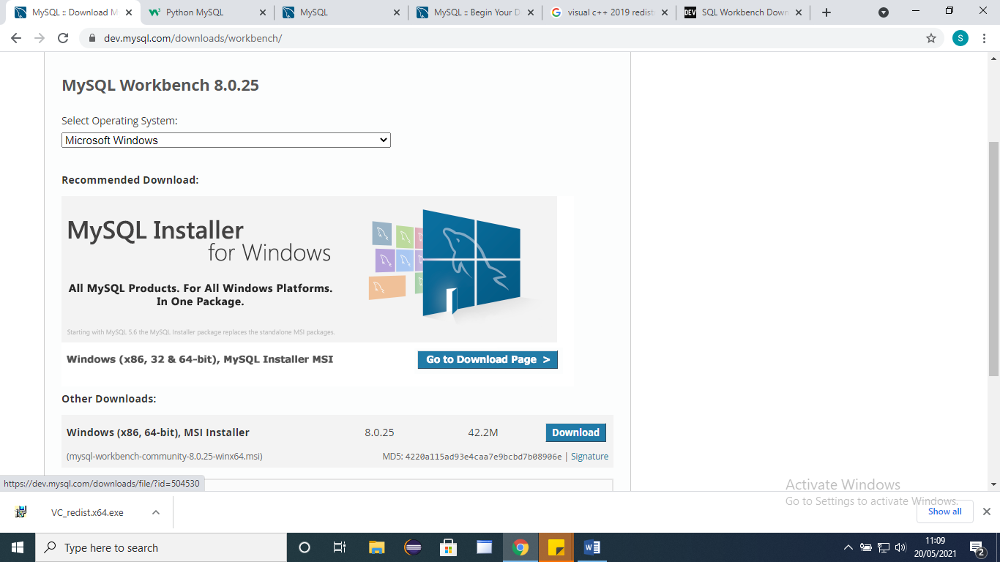 MySQL :: Download M
Python MySQL
MySQL
MySQL :: Begin Your D
visual c++ 2019 redist
DEV
SQL Workbench Down
dev.mysql.com/downloads/workbench/
S
MySQL Workbench 8.0.25
Select Operating System:
Microsoft Windows
Recommended Download:
MySQL Installer
for Windows
All MySQL Products. For All Windows Platforms.
In One Package.
Starting with MySQL 5.6 the MySQL Installer package replaces the standalone MSI packages.
Windows (x86, 32 & 64-bit), MySQL Installer MSI
Go to Download Page >
Other Downloads:
Windows (x86, 64-bit), MSI Installer 8.0.25 42.2M Download
(mysql-workbench-community-8.0.25-winx64.msi) MD5: 4220a115ad93e4caa7e9bcbd7b08906e | Signature
https://dev.mysql.com/downloads/file/?id=504530
Activate Windows
Go to Settings to activate Windows.
VC_redist.x64.exe
Show all
Type here to search
11:09
20/05/2021
2